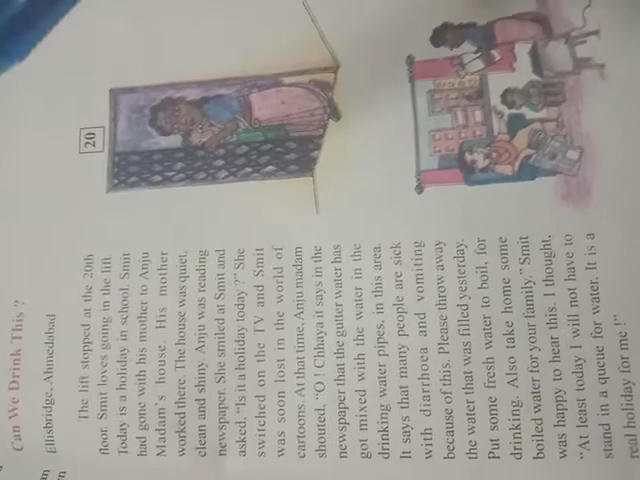 Can We Drink This ?
Ellisbridge, Ahmedabad
The lift stopped at the 20th
floor. Smit loves going in the lift.
Today is a holiday in school. Smit
had gone with his mother to Anju
Madam's house. His mother
worked there. The house was quiet,
clean and shiny. Anju was reading
newspaper. She smiled at Smit and
asked. "Is it a holiday today ?" She
switched on the TV and Smit
was soon lost in the world of
cartoons. At that time, Anju madam
shouted. "O ! Chhaya it says in the
newspaper that the gutter water has
got mixed with the water in the
drinking water pipes, in this area.
It says that many people are sick
with diarrhoea and vomiting
because of this. Please throw away
the water that was filled yesterday.
Put some fresh water to boil, for
drinking. Also take home some
boiled water for your family." Smit
was happy to hear this. I thought,
"At least today I will not have to
stand in a queue for water. It is a
real holiday for me !"
20